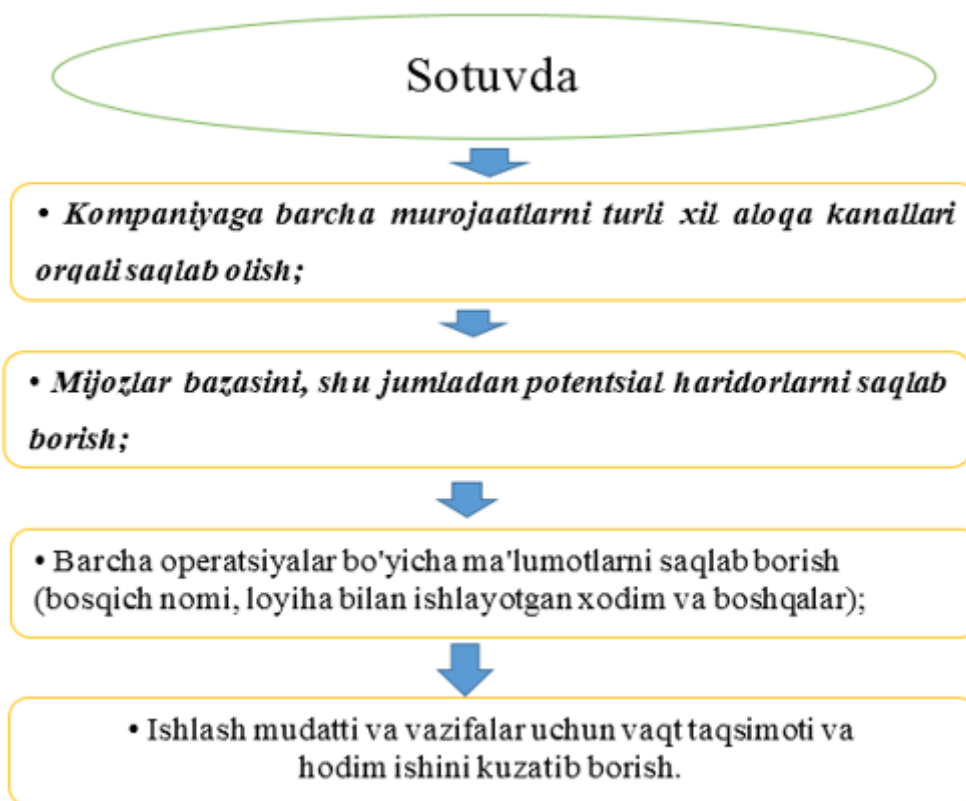 Sotuvda
• Kompaniyaga barcha murojaatlarni turli xil aloqa kanallari
orqali saqlab olish;
• Mijozlar bazasini, shu jumladan potentsial haridorlarni saqlab
borish;
• Barcha operatsiyalar bo'yicha ma'lumotlarni saqlab borish
(bosqich nomi, loyiha bilan ishlayotgan xodim va boshqalar);
• Ishlash mudatti va vazifalar uchun vaqt taqsimoti va
hodim ishini kuzatib borish.